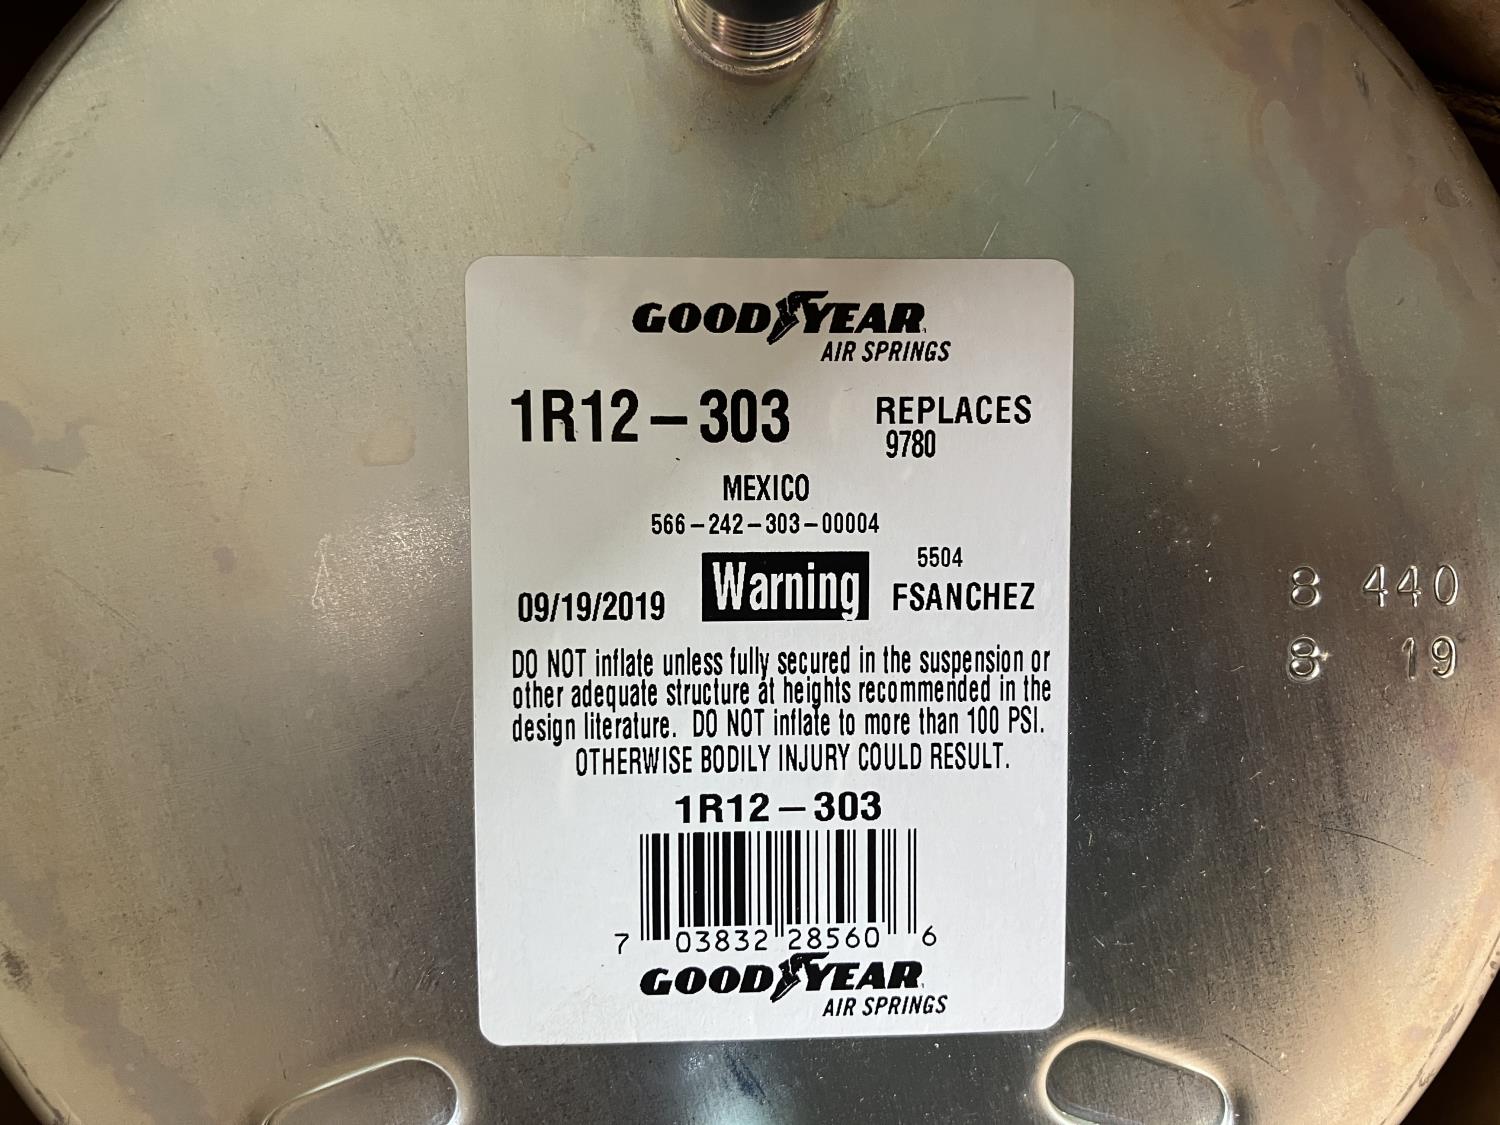 GOODYEAR
AIR SPRINGS
1R12-303
REPLACES
9780
MEXICO
566-242-303-00004
5504
09/19/2019 Warning FSANCHEZ
8 440
8 19
DO NOT inflate unless fully secured in the suspension or
other adequate structure at heights recommended in the
design literature. DO NOT inflate to more than 100 PSI.
OTHERWISE BODILY INJURY COULD RESULT.
1R12-303
7 03832 28560 6
GOODYEAR
AIR SPRINGS